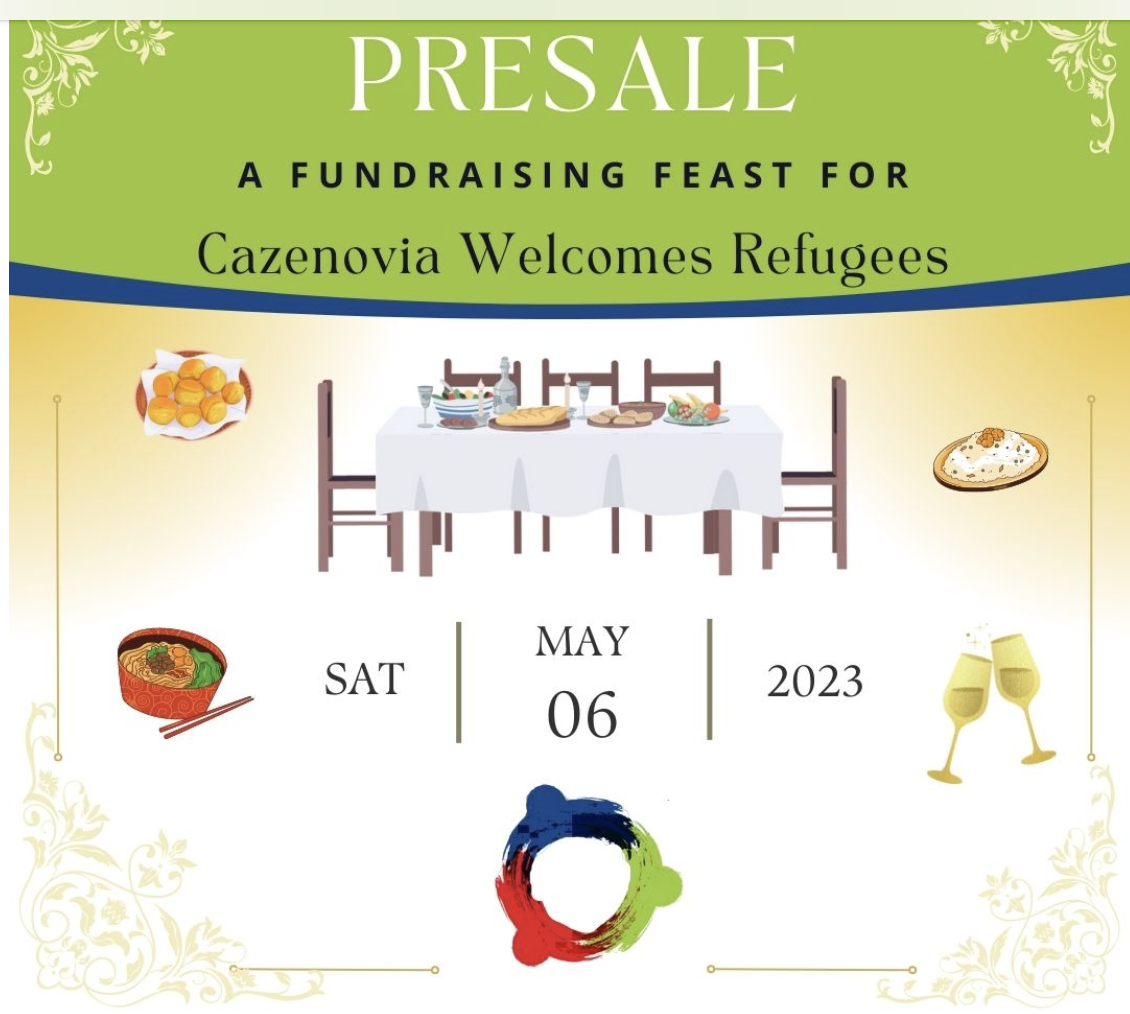 PRESALE
A FUNDRAISING FEAST FOR
Cazenovia Welcomes Refugees
SAT
MAY
06
2023